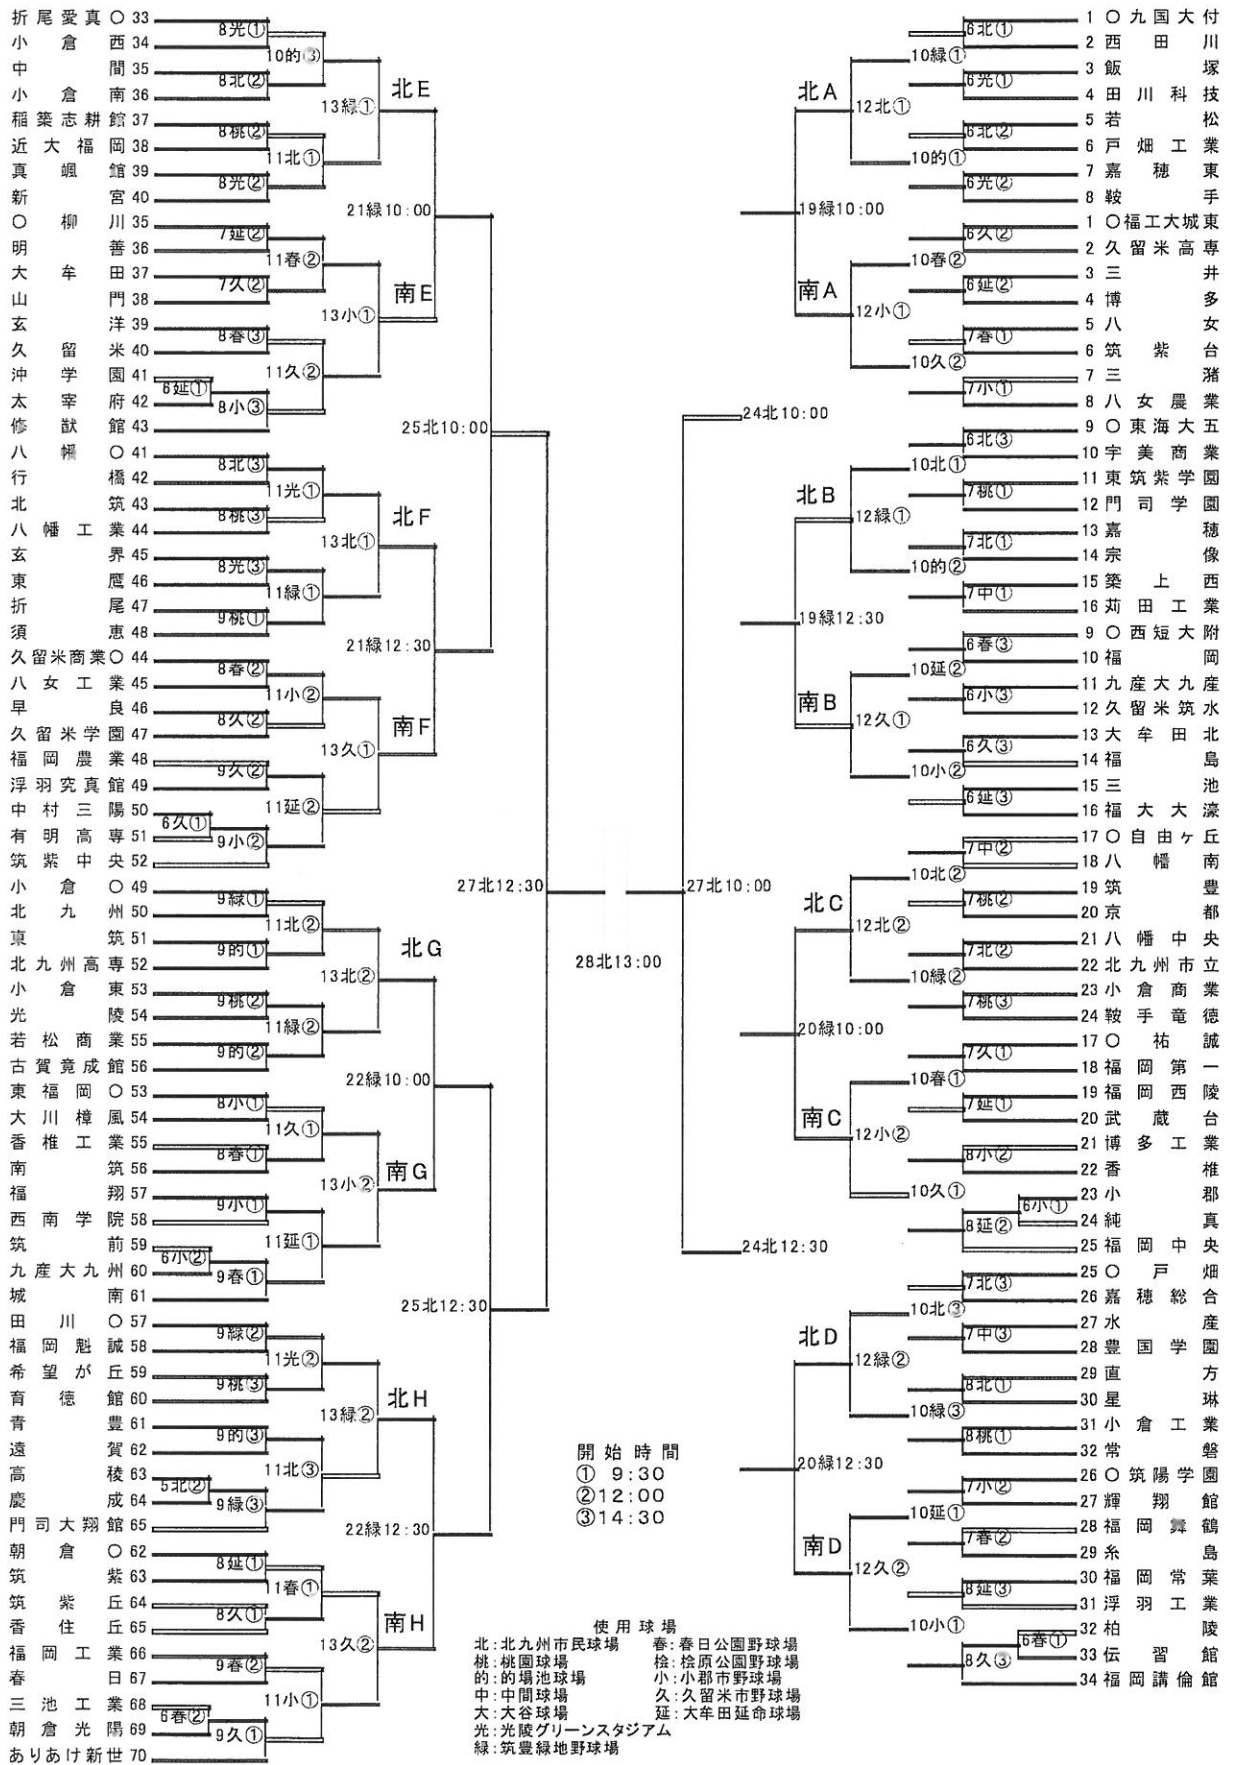 折尾愛真〇 33
小倉西 34
中間 35
小倉南 36
稲築志耕館 37
近大福岡 38
真颯館 39
新宮 40
〇柳川 35
明善 36
大牟田 37
山門 38
玄洋 39
久留米 40
沖学園 41
太宰府 42
修猷館 43
八幡〇 41
行橋 42
北筑 43
八幡工業 44
玄界 45
東鷹 46
折尾 47
須恵 48
久留米商業〇 44
八女工業 45
早良 46
久留米学園 47
福岡農業 48
浮羽究真館 49
中村三陽 50
有明高専 51
筑紫中央 52
小倉〇 49
北九州 50
東筑 51
北九州高専 52
小倉東 53
光陵 54
若松商業 55
古賀竟成館 56
東福岡〇 53
大川樟風 54
香椎工業 55
南筑 56
福翔 57
西南学院 58
筑前 59
九産大九州 60
城南 61
田川〇 57
福岡魁誠 58
希望が丘 59
育徳館 60
青豊 61
遠賀 62
高稜 63
慶成 64
門司大翔館 65
朝倉〇 62
筑紫 63
筑紫丘 64
香住丘 65
福岡工業 66
春日 67
三池工業 68
朝倉光陽 69
ありあけ新世 70
8光①
8北②
8桃②
8光②
7延②
7久②
8春③
6延①
8小③
8北③
8桃③
8光③
9桃①
8春②
8久②
9久②
6久①
9小②
9緑①
9的①
9桃②
9的②
8小①
8春①
9小①
6小②
9春①
9緑②
9桃③
9的③
5北②
9緑③
8延①
8久①
9春②
6春②
9久①
10的③
11北①
11春②
11久②
11光①
11緑①
11小②
11延②
11北②
11緑②
11久①
11延①
11光②
11北③
11春①
11小①
13緑①
13小①
13北①
13久①
13北②
13小②
13緑②
13久②
北E
南E
北F
南F
北G
南G
北H
南H
21緑10:00
21緑12:30
22緑10:00
22緑12:30
25北10:00
25北12:30
27北12:30
28北13:00
27北10:00
24北10:00
24北12:30
19緑10:00
19緑12:30
20緑10:00
20緑12:30
北A
南A
北B
南B
北C
南C
北D
南D
12北①
12小①
12緑①
12久①
12北②
12小②
12緑②
12久②
10緑①
10的①
10春②
10久②
10北①
10的②
10延②
10小②
10北②
10緑②
10春①
10久①
10北③
10緑③
10延①
10小①
6北①
6光①
6北②
6光②
6久②
6延②
7春①
7小①
6北③
7桃①
7北①
7中①
6春③
6小③
6久③
6延③
7中②
7桃②
7北②
7桃③
7久①
7延①
8小②
6小①
8延②
7北③
7中③
8北①
8桃①
7小②
7春②
8延③
6春①
8久③
1 〇九国大付
2 西田川
3 飯塚
4 田川科技
5 若松
6 戸畑工業
7 嘉穂東
8 鞍手
1 〇福工大城東
2 久留米高専
3 三井
4 博多
5 八女
6 筑紫台
7 三潴
8 八女農業
9 〇東海大五
10 宇美商業
11 東筑紫学園
12 門司学園
13 嘉穂
14 宗像
15 築上西
16 苅田工業
9 〇西短大附
10 福岡
11 九産大九産
12 久留米筑水
13 大牟田北
14 福島
15 三池
16 福大大濠
17 〇自由ヶ丘
18 八幡南
19 筑豊
20 京都
21 八幡中央
22 北九州市立
23 小倉商業
24 鞍手竜徳
17 〇祐誠
18 福岡第一
19 福岡西陵
20 武蔵台
21 博多工業
22 香椎
23 小郡
24 純真
25 福岡中央
25 〇戸畑
26 嘉穂総合
27 水産
28 豊国学園
29 直方
30 星琳
31 小倉工業
32 常磐
26 〇筑陽学園
27 輝翔館
28 福岡舞鶴
29 糸島
30 福岡常葉
31 浮羽工業
32 柏陵
33 伝習館
34 福岡講倫館
開始時間
① 9:30
②12:00
③14:30
使用球場
北:北九州市民球場 春:春日公園野球場
桃:桃園球場 桧:桧原公園野球場
的:的場池球場 小:小郡市野球場
中:中間球場 久:久留米市野球場
大:大谷球場 延:大牟田延命球場
光:光陵グリーンスタジアム
緑:筑豊緑地野球場